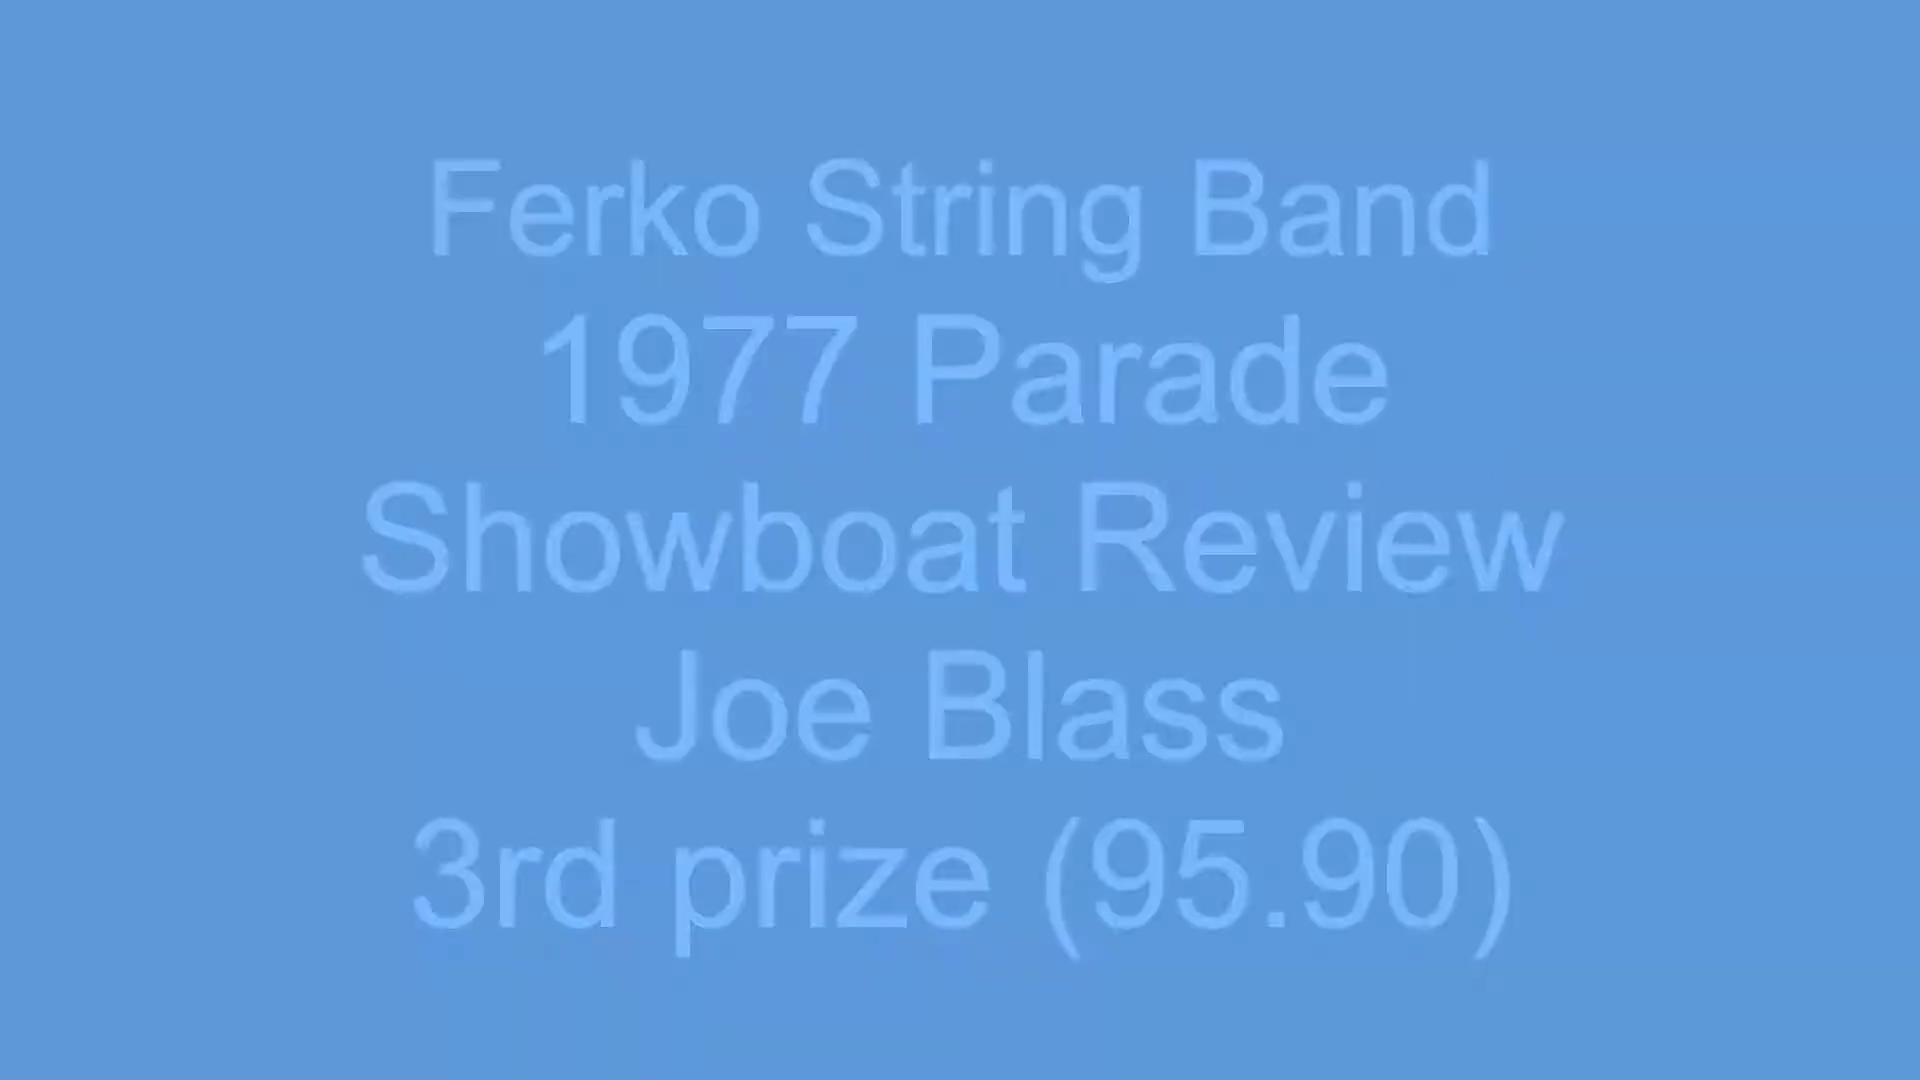 Ferko String Band
1977 Parade
Showboat Review
Joe Blass
3rd prize (95.90)